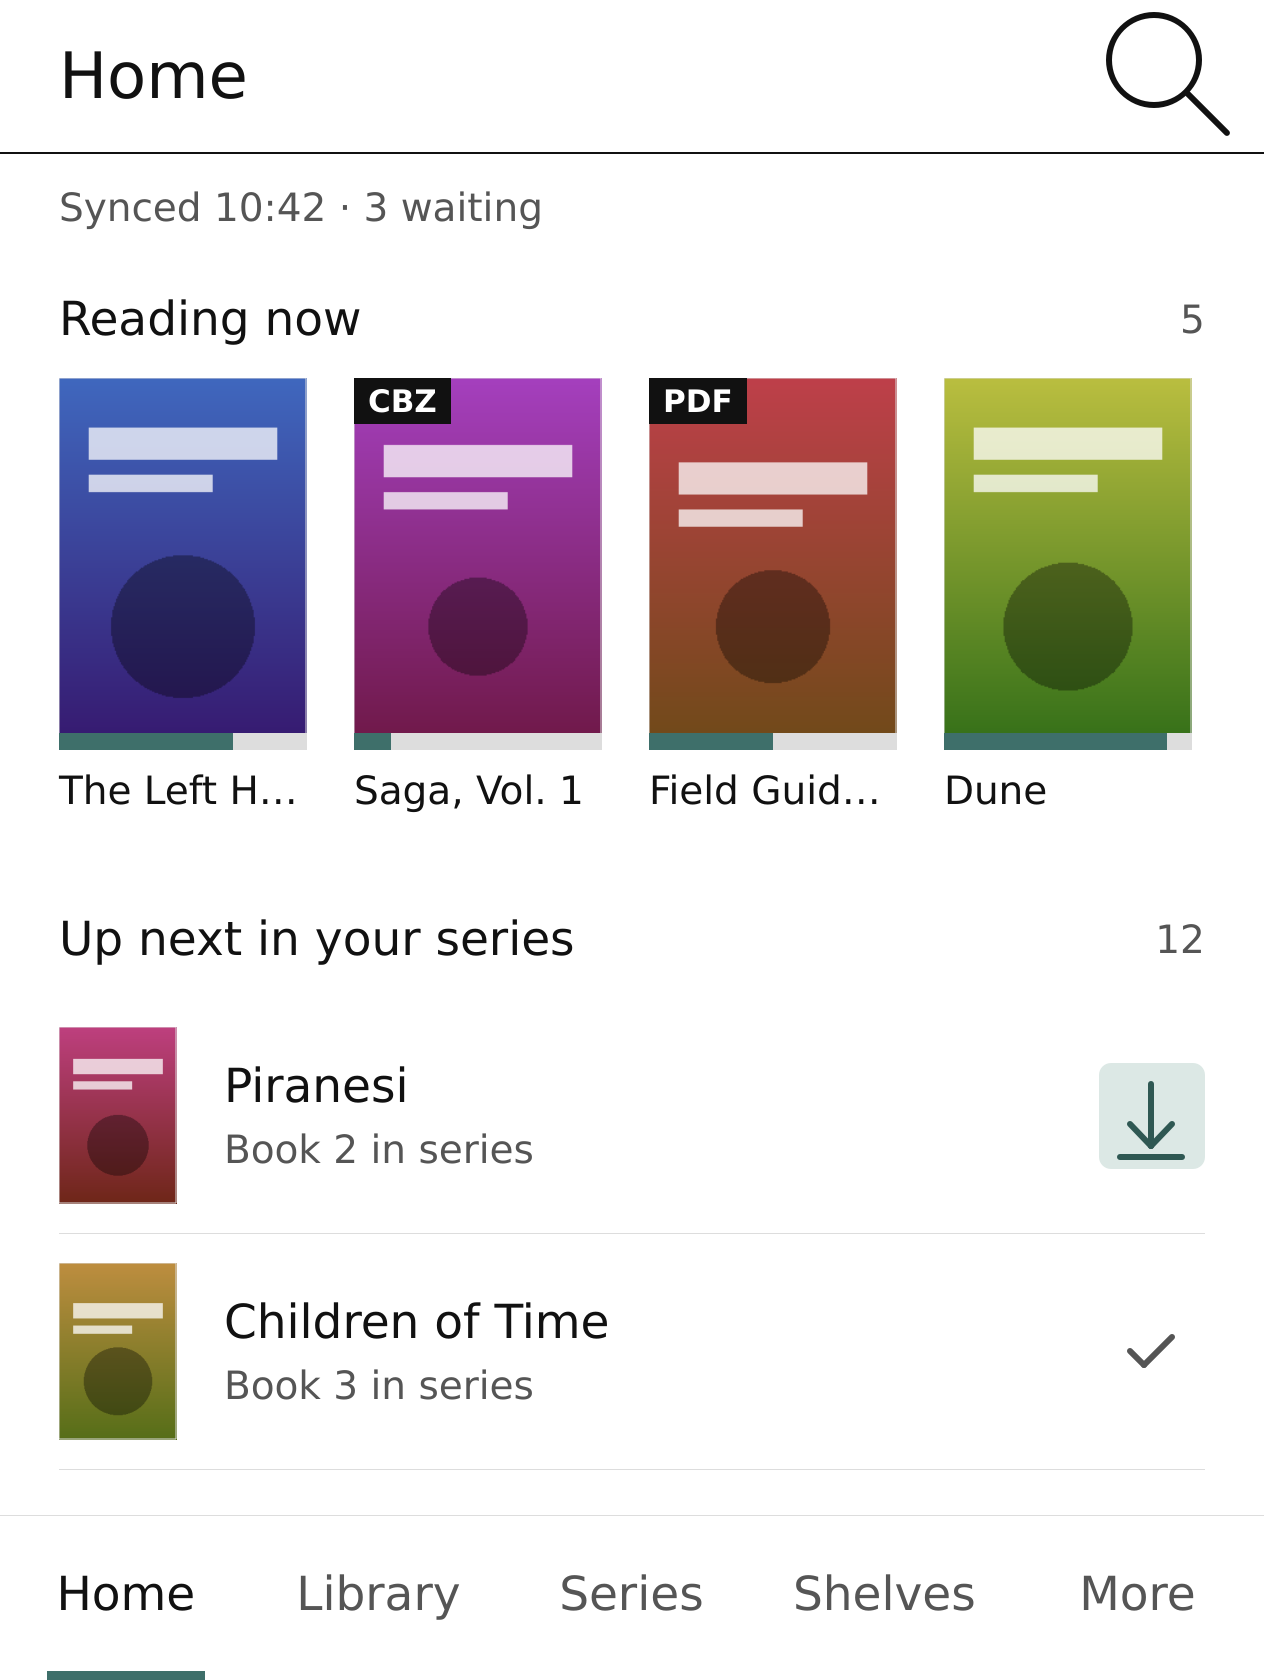 Home
Synced 10:42 · 3 waiting
Reading now 5
CBZ PDF
The Left H... Saga, Vol. 1 Field Guid... Dune
Up next in your series 12
Piranesi
Book 2 in series
Children of Time
Book 3 in series
Home Library Series Shelves More